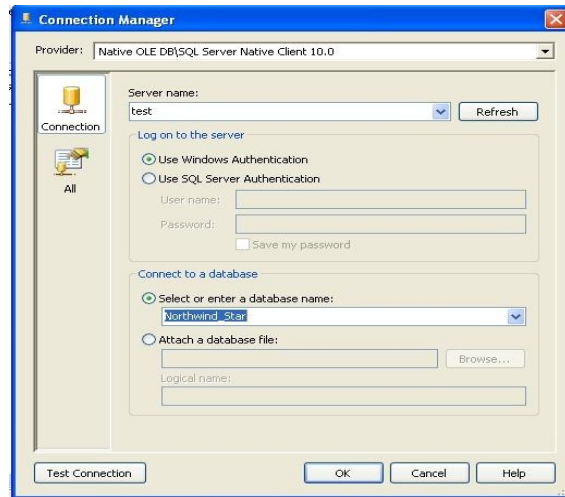 Connection Manager
Provider: Native OLE DB\SQL Server Native Client 10.0
Connection
All
Server name:
test
Refresh
Log on to the server
Use Windows Authentication
Use SQL Server Authentication
User name:
Password:
Save my password
Connect to a database
Select or enter a database name:
Northwind_Star
Attach a database file:
Browse...
Logical name:
Test Connection
OK
Cancel
Help